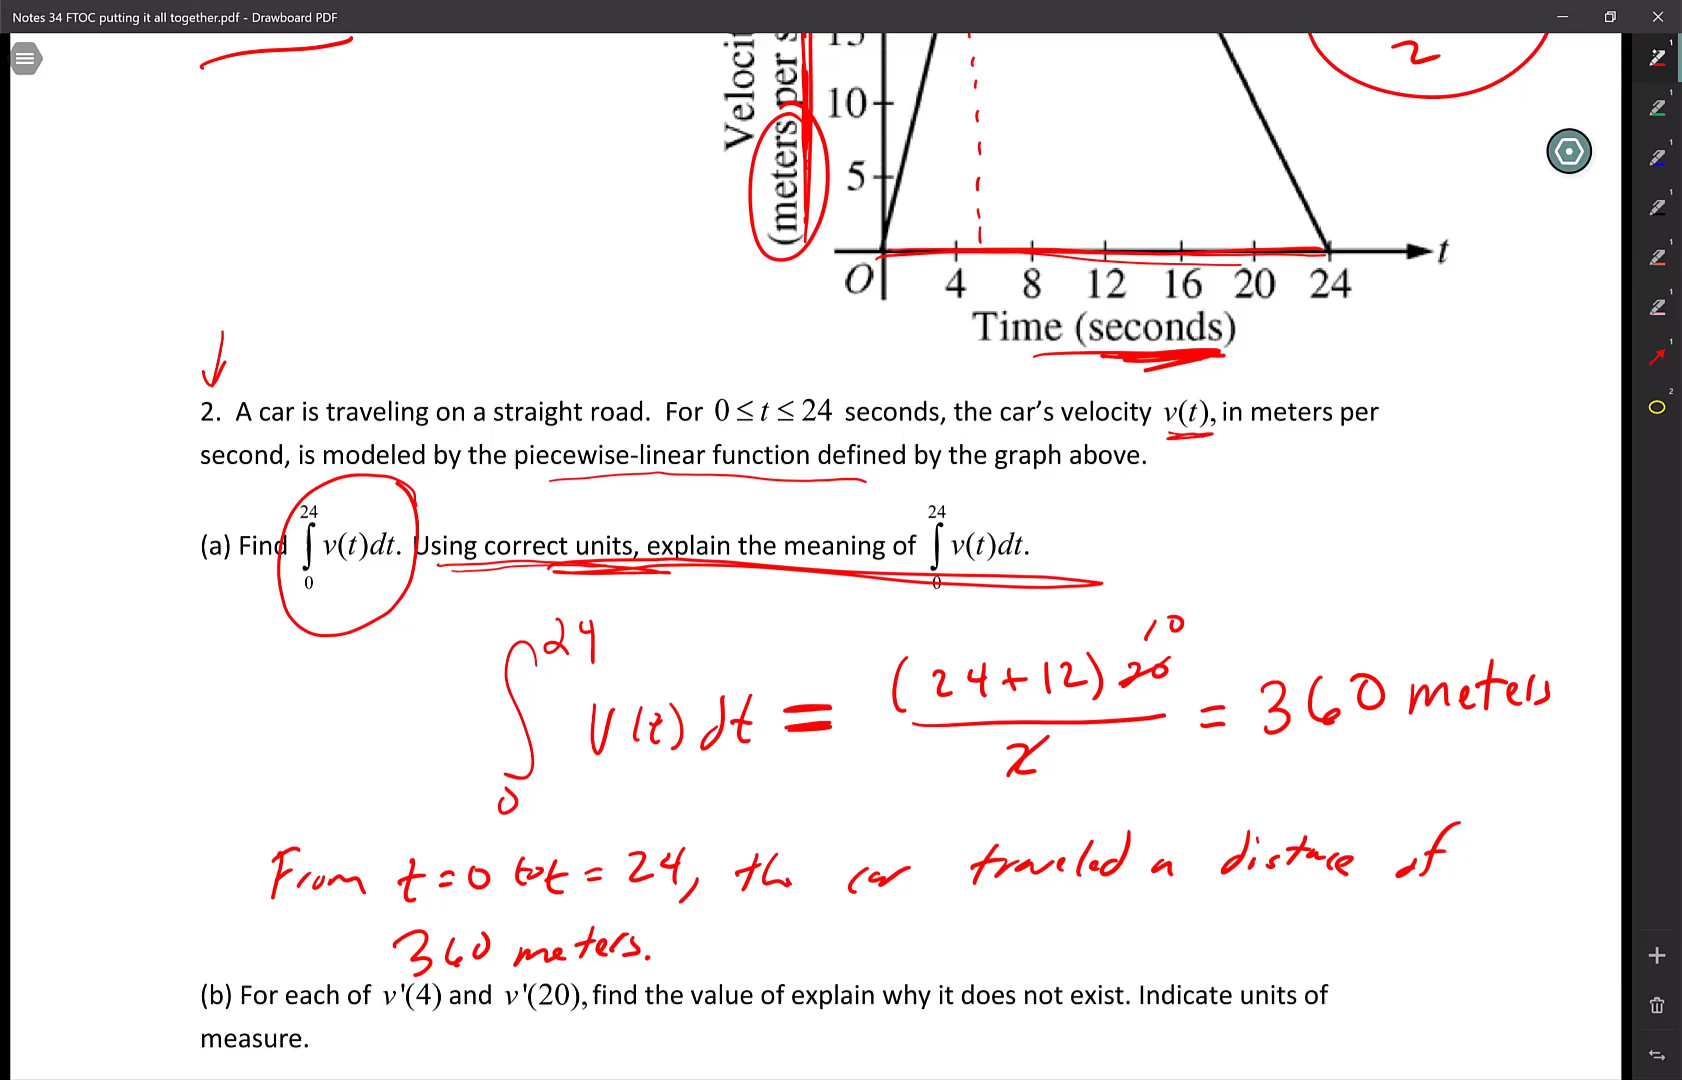 Notes 34 FTOC putting it all together.pdf - Drawboard PDF
15
10
5
(meters per s
2
O
4 8 12 16 20 24
t
Time (seconds)
2. A car is traveling on a straight road. For 0 ≤ t ≤ 24 seconds, the car's velocity v(t), in meters per
second, is modeled by the piecewise-linear function defined by the graph above.
(a) Find ∫₀²⁴ v(t)dt. Using correct units, explain the meaning of ∫₀²⁴ v(t)dt.
∫₀²⁴ v(t) dt = (24+12) 20 10 / 2 = 360 meters
From t=0 to t=24, the car traveled a distance of
360 meters.
(b) For each of v'(4) and v'(20), find the value of explain why it does not exist. Indicate units of
measure.